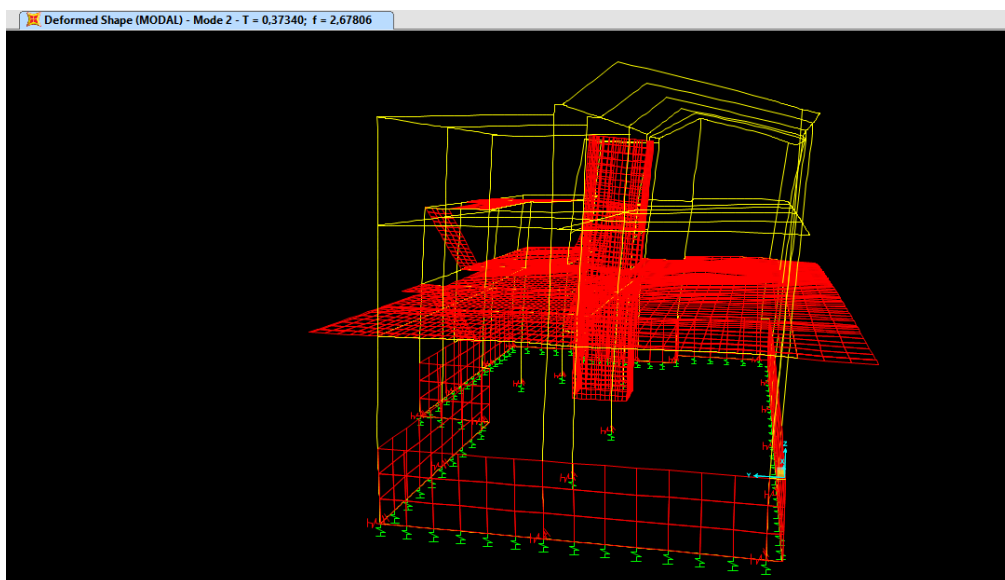 Deformed Shape (MODAL) - Mode 2 - T = 0,37340; f = 2,67806
Z
Y